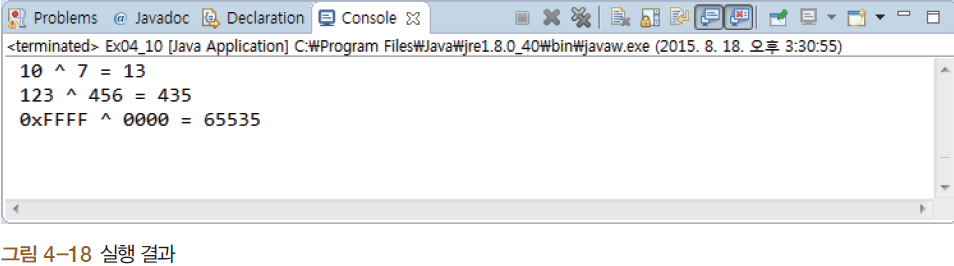 Problems @ Javadoc Declaration Console
<terminated> Ex04_10 [Java Application] C:₩Program Files₩Java₩jre1.8.0_40₩bin₩javaw.exe (2015. 8. 18. 오후 3:30:55)
10 ^ 7 = 13
123 ^ 456 = 435
0xFFFF ^ 0000 = 65535
그림 4-18 실행 결과